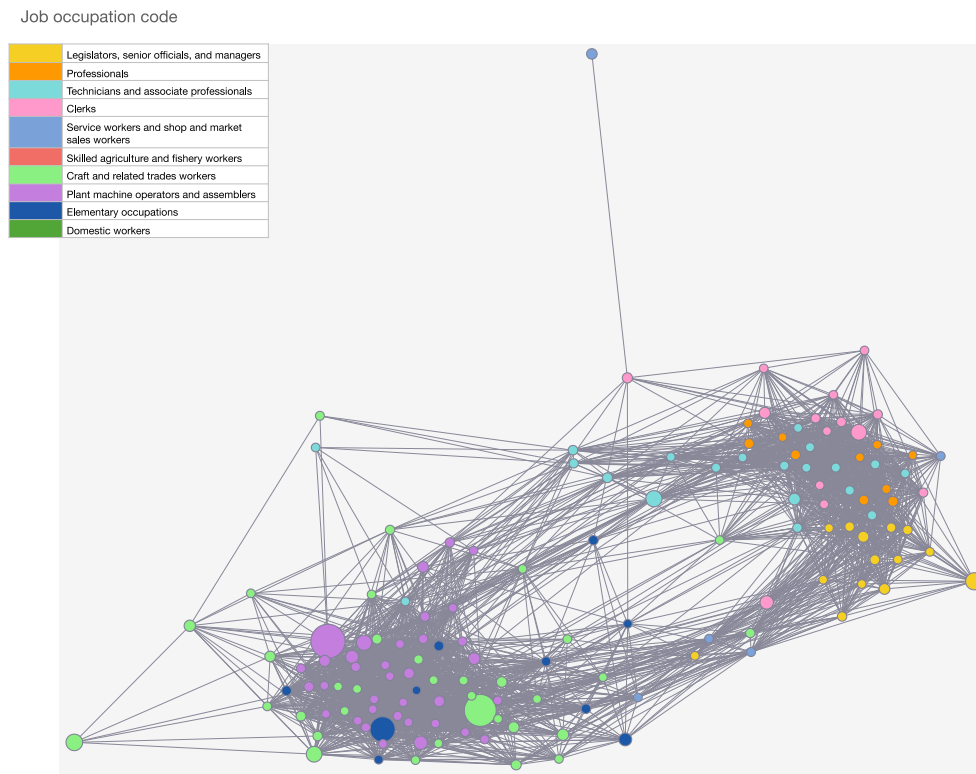 Job occupation code
Legislators, senior officials, and managers
Professionals
Technicians and associate professionals
Clerks
Service workers and shop and market
sales workers
Skilled agriculture and fishery workers
Craft and related trades workers
Plant machine operators and assemblers
Elementary occupations
Domestic workers